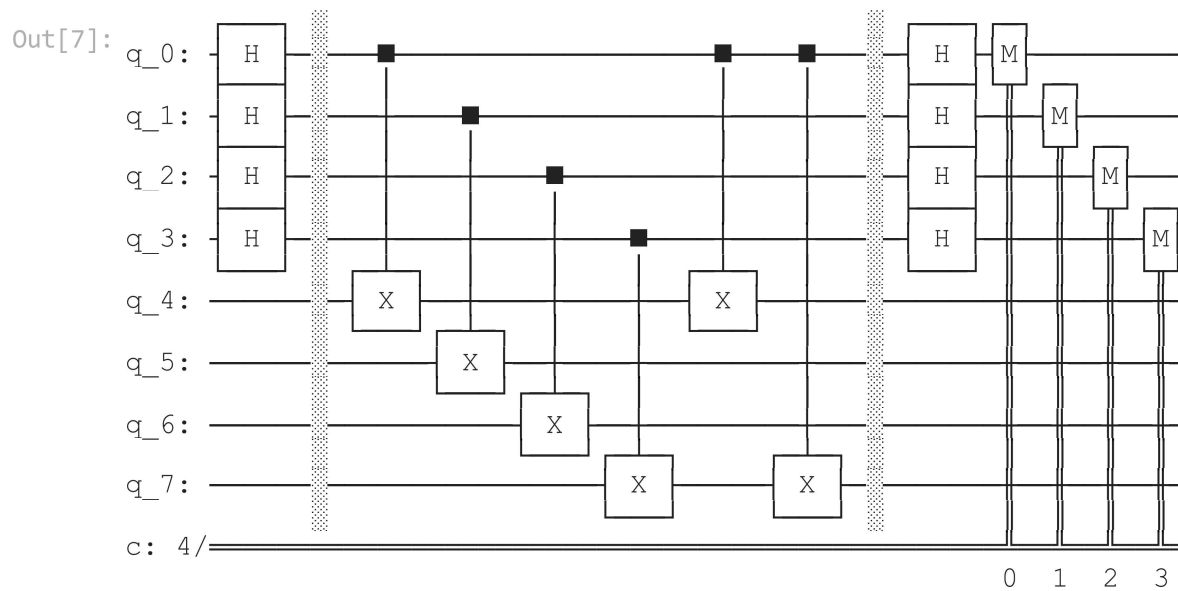 Out[7]:
q_0: H H M
q_1: H H M
q_2: H H M
q_3: H H M
q_4: X X
q_5: X
q_6: X
q_7: X X
c: 4/
0 1 2 3